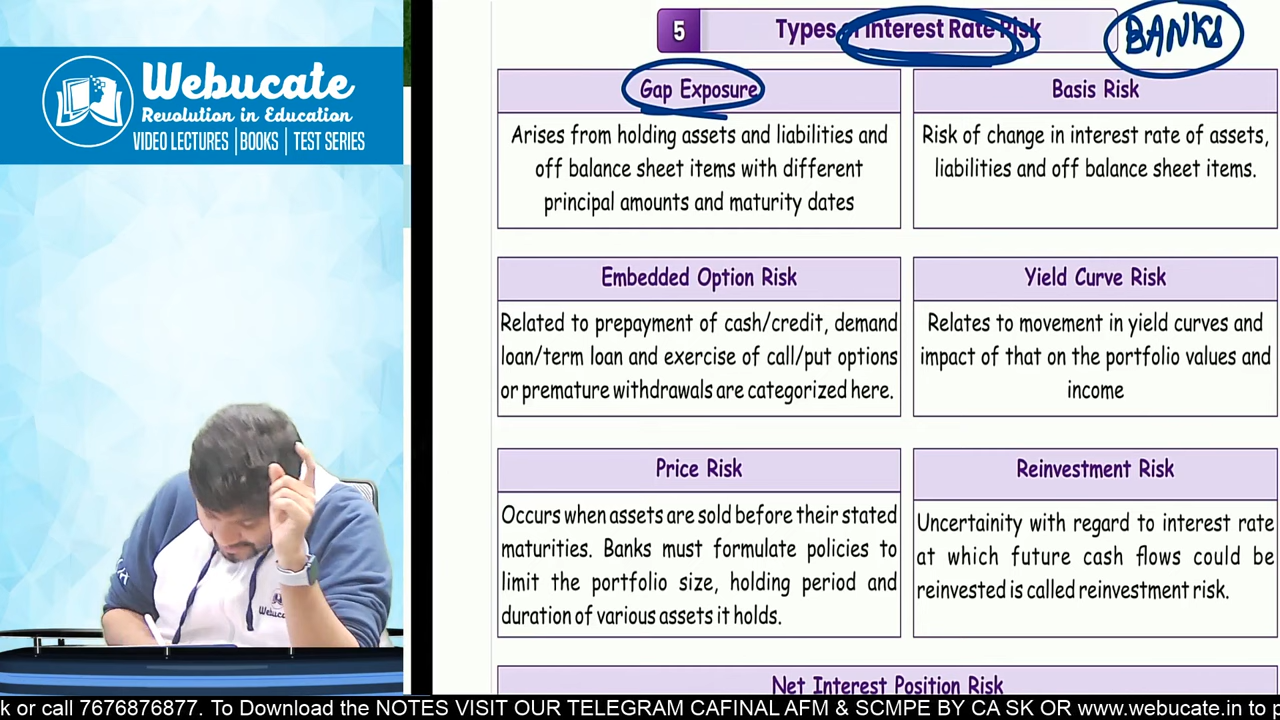 5
Types of Interest Rate Risk
BANKS
Webucate
Revolution in Education
VIDEO LECTURES | BOOKS | TEST SERIES
Gap Exposure
Arises from holding assets and liabilities and
off balance sheet items with different
principal amounts and maturity dates
Basis Risk
Risk of change in interest rate of assets,
liabilities and off balance sheet items.
Embedded Option Risk
Related to prepayment of cash/credit, demand
loan/term loan and exercise of call/put options
or premature withdrawals are categorized here.
Yield Curve Risk
Relates to movement in yield curves and
impact of that on the portfolio values and
income
Price Risk
Occurs when assets are sold before their stated
maturities. Banks must formulate policies to
limit the portfolio size, holding period and
duration of various assets it holds.
Reinvestment Risk
Uncertainity with regard to interest rate
at which future cash flows could be
reinvested is called reinvestment risk.
Webucate
Net Interest Position Risk
k or call 7676876877. To Download the NOTES VISIT OUR TELEGRAM CAFINAL AFM & SCMPE BY CA SK OR www.webucate.in to p